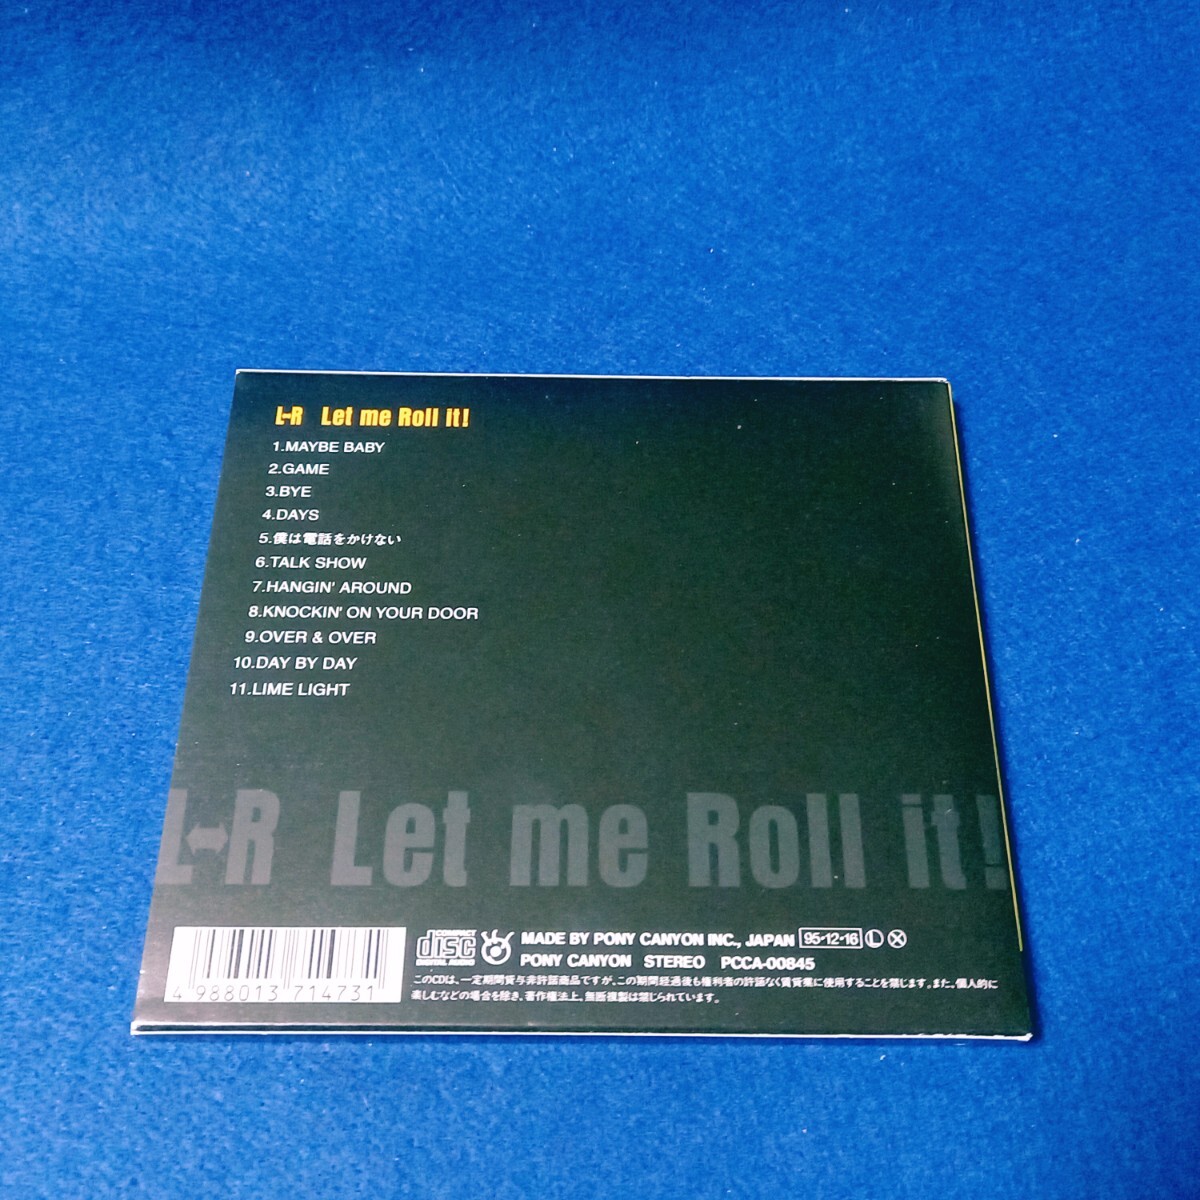 L↔R Let me Roll it!
1.MAYBE BABY
2.GAME
3.BYE
4.DAYS
5.僕は電話をかけない
6.TALK SHOW
7.HANGIN' AROUND
8.KNOCKIN' ON YOUR DOOR
9.OVER & OVER
10.DAY BY DAY
11.LIME LIGHT
L↔R Let me Roll it!
COMPACT disc DIGITAL AUDIO
MADE BY PONY CANYON INC., JAPAN 95・12・16 Ⓛ Ⓧ
PONY CANYON STEREO PCCA-00845
このCDは、一定期間貸与非許諾商品ですが、この期間経過後も権利者の許諾なく賃貸業に使用することを禁じます。また、個人的に
楽しむなどの場合を除き、著作権法上、無断複製は禁じられています。
4 988013 714731